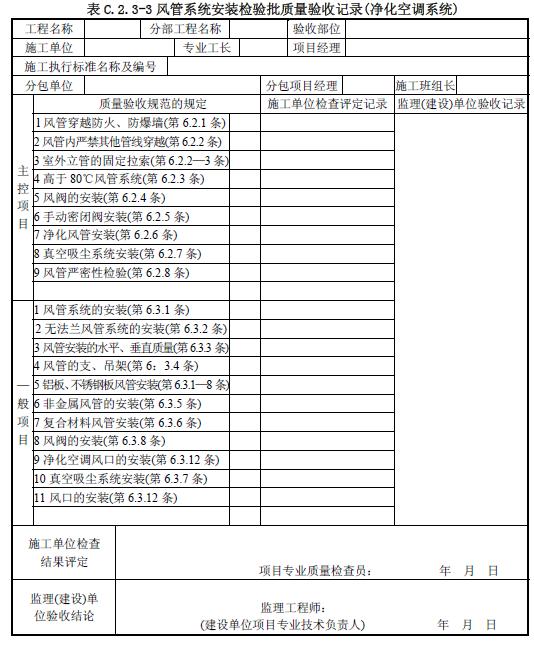 表 C.2.3-3 风管系统安装检验批质量验收记录(净化空调系统)
工程名称 分部工程名称 验收部位
施工单位 专业工长 项目经理
施工执行标准名称及编号
分包单位 分包项目经理 施工班组长
质量验收规范的规定 施工单位检查评定记录 监理(建设)单位验收记录
主控项目
1 风管穿越防火、防爆墙(第 6.2.1 条)
2 风管内严禁其他管线穿越(第 6.2.2 条)
3 室外立管的固定拉索(第 6.2.2—3 条)
4 高于 80℃风管系统(第 6.2.3 条)
5 风阀的安装(第 6.2.4 条)
6 手动密闭阀安装(第 6.2.5 条)
7 净化风管安装(第 6.2.6 条)
8 真空吸尘系统安装(第 6.2.7 条)
9 风管严密性检验(第 6.2.8 条)
一般项目
1 风管系统的安装(第 6.3.1 条)
2 无法兰风管系统的安装(第 6.3.2 条)
3 风管安装的水平、垂直质量(第 6.3.3 条)
4 风管的支、吊架(第 6：3.4 条)
5 铝板、不锈钢板风管安装(第 6.3.1—8 条)
6 非金属风管的安装(第 6.3.5 条)
7 复合材料风管安装(第 6.3.6 条)
8 风阀的安装(第 6.3.8 条)
9 净化空调风口的安装(第 6.3.12 条)
10 真空吸尘系统安装(第 6.3.7 条)
11 风口的安装(第 6.3.12 条)
施工单位检查
结果评定
项目专业质量检查员： 年 月 日
监理(建设)单
位验收结论
监理工程师：
(建设单位项目专业技术负责人) 年 月 日